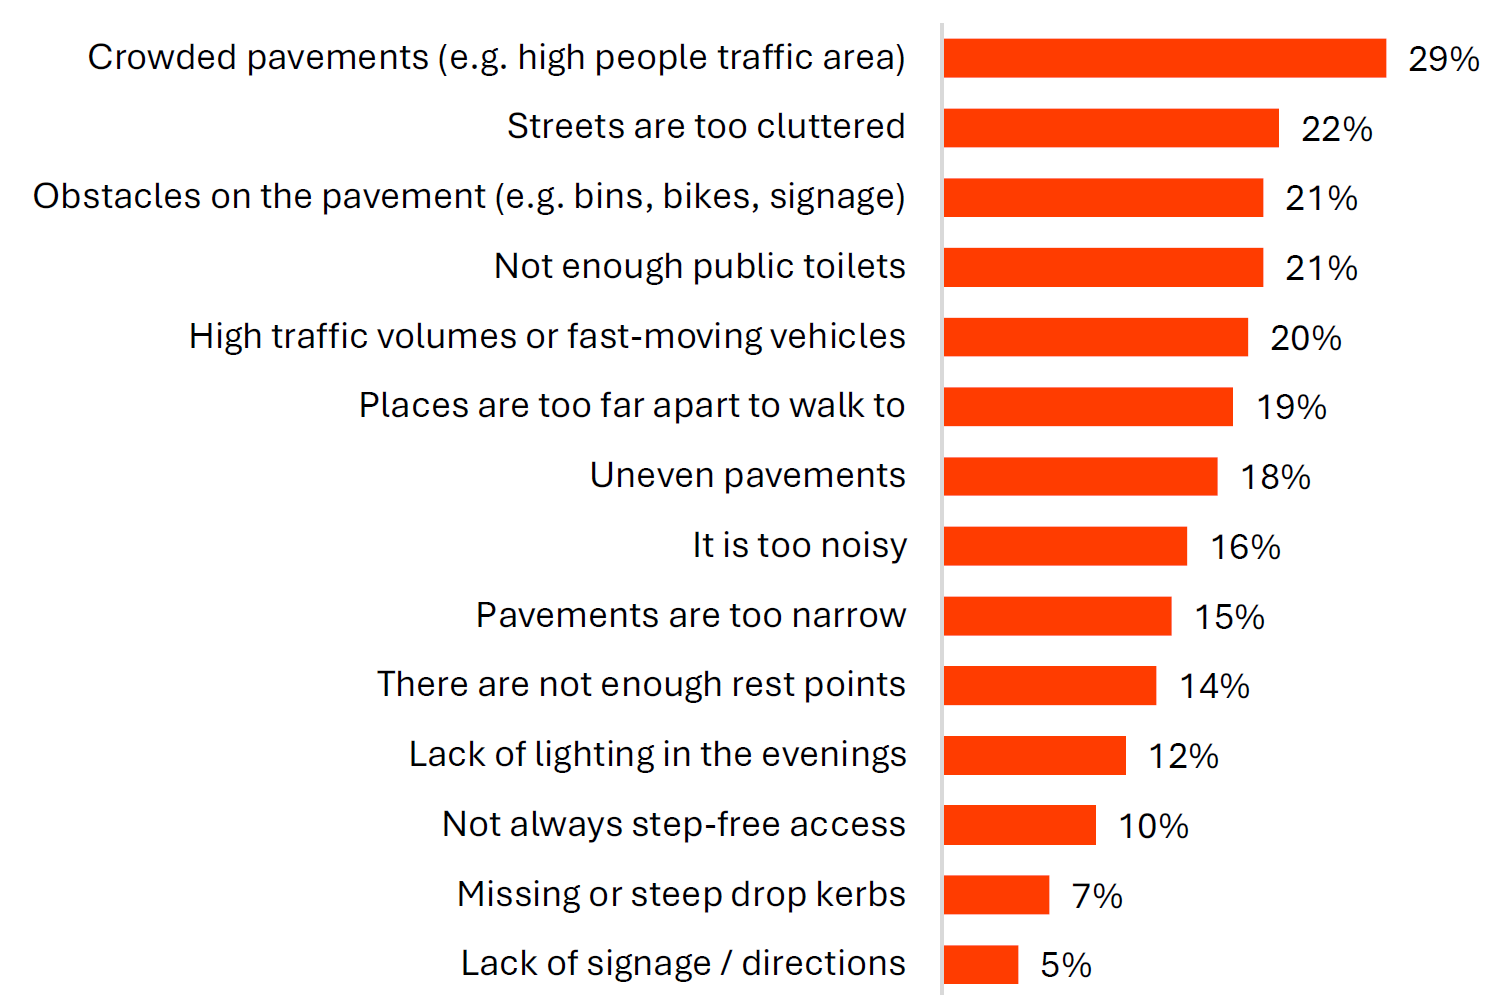 Crowded pavements (e.g. high people traffic area) 29%
Streets are too cluttered 22%
Obstacles on the pavement (e.g. bins, bikes, signage) 21%
Not enough public toilets 21%
High traffic volumes or fast-moving vehicles 20%
Places are too far apart to walk to 19%
Uneven pavements 18%
It is too noisy 16%
Pavements are too narrow 15%
There are not enough rest points 14%
Lack of lighting in the evenings 12%
Not always step-free access 10%
Missing or steep drop kerbs 7%
Lack of signage / directions 5%